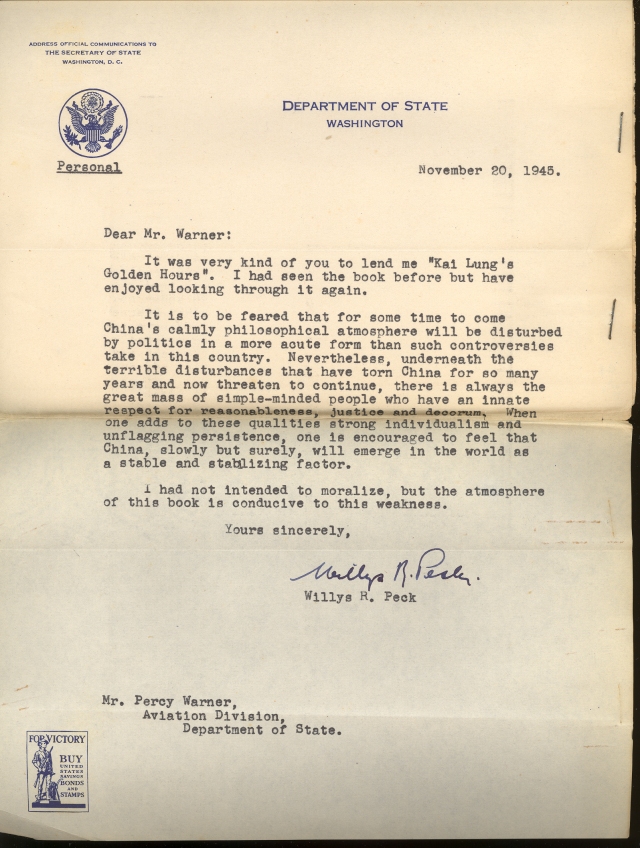 ADDRESS OFFICIAL COMMUNICATIONS TO
THE SECRETARY OF STATE
WASHINGTON, D. C.
DEPARTMENT OF STATE
WASHINGTON
Personal
November 20, 1945.
Dear Mr. Warner:
It was very kind of you to lend me "Kai Lung's
Golden Hours". I had seen the book before but have
enjoyed looking through it again.
It is to be feared that for some time to come
China's calmly philosophical atmosphere will be disturbed
by politics in a more acute form than such controversies
take in this country. Nevertheless, underneath the
terrible disturbances that have torn China for so many
years and now threaten to continue, there is always the
great mass of simple-minded people who have an innate
respect for reasonableness, justice and decorum. When
one adds to these qualities strong individualism and
unflagging persistence, one is encouraged to feel that
China, slowly but surely, will emerge in the world as
a stable and stabilizing factor.
I had not intended to moralize, but the atmosphere
of this book is conducive to this weakness.
Yours sincerely,
Willys R. Peck.
Willys R. Peck
Mr. Percy Warner,
Aviation Division,
Department of State.
FOR VICTORY
BUY
UNITED
STATES
SAVINGS
BONDS
AND
STAMPS